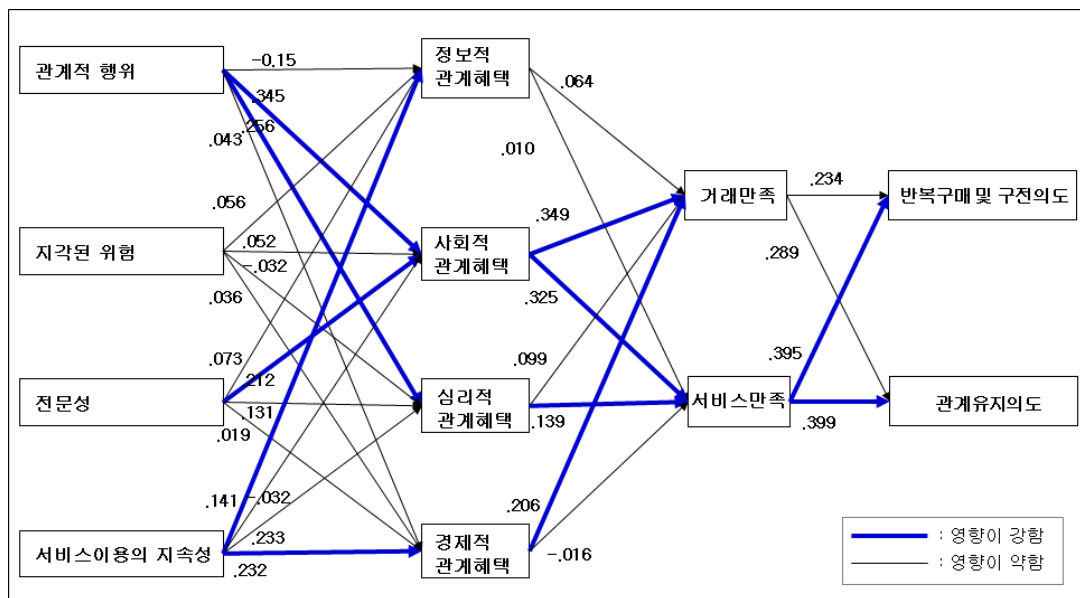 관계적 행위
지각된 위험
전문성
서비스이용의 지속성
-0.15
.345
.256
.043
.056
.052
-.032
.036
.073
.212
.131
.019
.141
-.032
.233
.232
정보적
관계혜택
사회적
관계혜택
심리적
관계혜택
경제적
관계혜택
.064
.010
.349
.325
.099
.139
.206
-.016
거래만족
서비스만족
.234
.289
.395
.399
반복구매 및 구전의도
관계유지의도
: 영향이 강함
: 영향이 약함